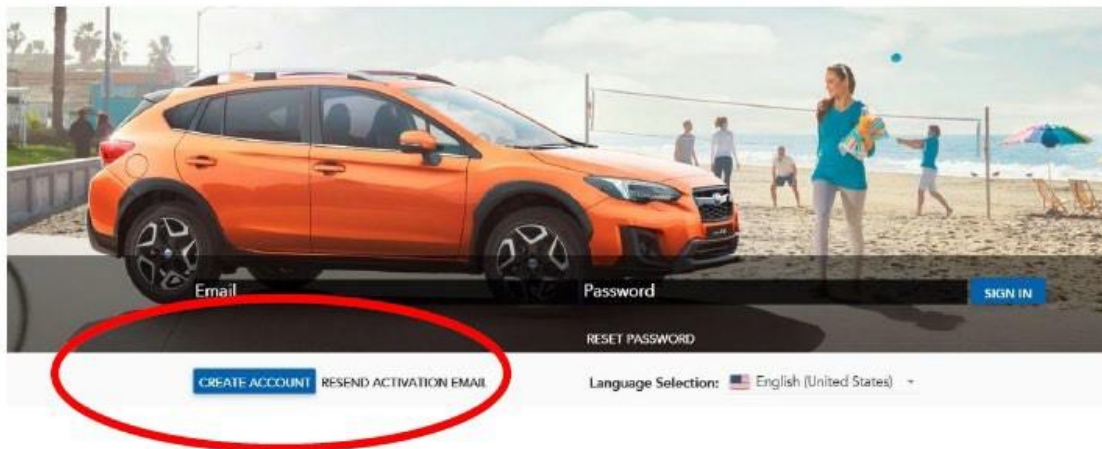 Email Password SIGN IN
RESET PASSWORD
CREATE ACCOUNT RESEND ACTIVATION EMAIL Language Selection: English (United States)